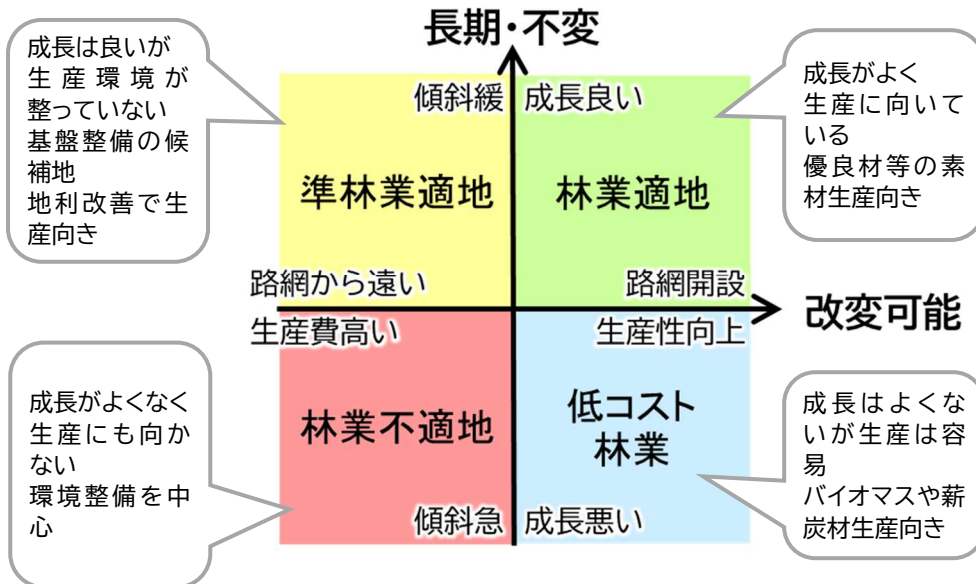 長期・不変
成長は良いが
生産環境が
整っていない
基盤整備の候
補地
地利改善で生
産向き
傾斜緩 成長良い
成長がよく
生産に向いて
いる
優良材等の素
材生産向き
準林業適地 林業適地
路網から遠い 路網開設
改変可能
生産費高い 生産性向上
成長がよくなく
生産にも向か
ない
環境整備を中
心
林業不適地
低コスト
林業
成長はよくな
いが生産は容
易
バイオマスや薪
炭材生産向き
傾斜急 成長悪い